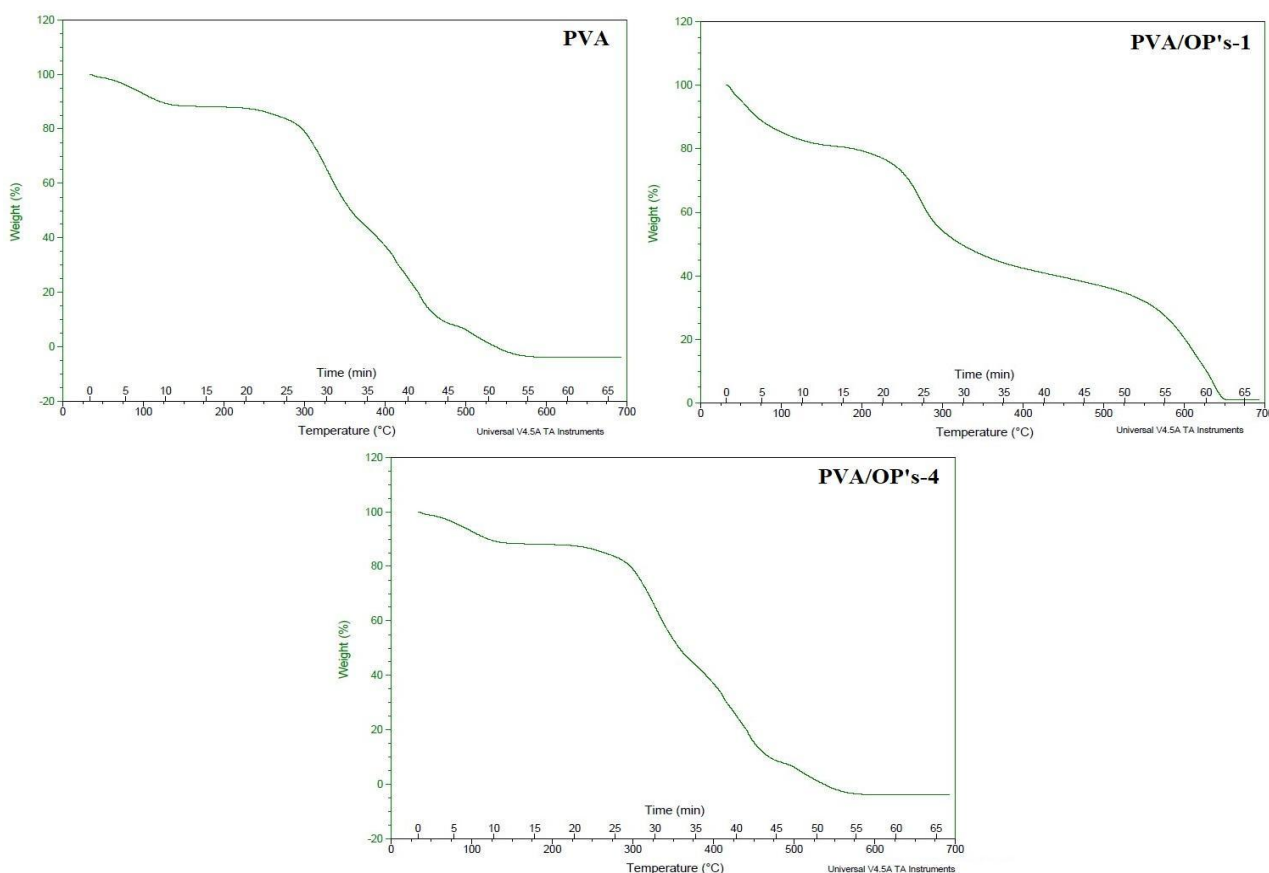 PVA
120
100
80
60
40
20
0
-20
Weight (%)
Time (min)
0 5 10 15 20 25 30 35 40 45 50 55 60 65
0 100 200 300 400 500 600 700
Temperature (°C)
Universal V4.5A TA Instruments
PVA/OP's-1
120
100
80
60
40
20
0
Weight (%)
Time (min)
0 5 10 15 20 25 30 35 40 45 50 55 60 65
0 100 200 300 400 500 600 700
Temperature (°C)
Universal V4.5A TA Instruments
PVA/OP's-4
120
100
80
60
40
20
0
-20
Weight (%)
Time (min)
0 5 10 15 20 25 30 35 40 45 50 55 60 65
0 100 200 300 400 500 600 700
Temperature (°C)
Universal V4.5A TA Instruments